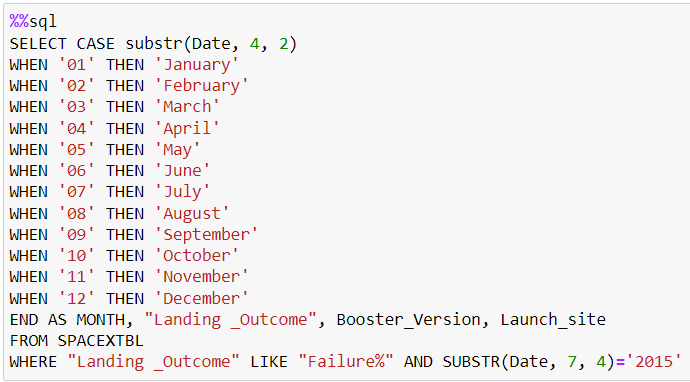 %%sql
SELECT CASE substr(Date, 4, 2)
WHEN '01' THEN 'January'
WHEN '02' THEN 'February'
WHEN '03' THEN 'March'
WHEN '04' THEN 'April'
WHEN '05' THEN 'May'
WHEN '06' THEN 'June'
WHEN '07' THEN 'July'
WHEN '08' THEN 'August'
WHEN '09' THEN 'September'
WHEN '10' THEN 'October'
WHEN '11' THEN 'November'
WHEN '12' THEN 'December'
END AS MONTH, "Landing _Outcome", Booster_Version, Launch_site
FROM SPACEXTBL
WHERE "Landing _Outcome" LIKE "Failure%" AND SUBSTR(Date, 7, 4)='2015'